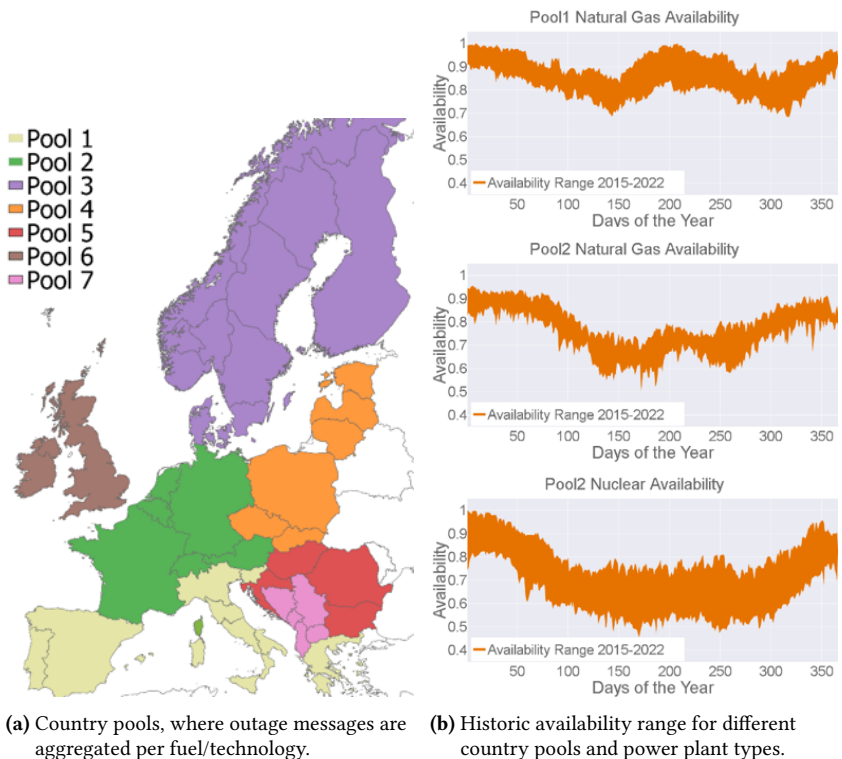 Pool 1
Pool 2
Pool 3
Pool 4
Pool 5
Pool 6
Pool 7
(a) Country pools, where outage messages are
aggregated per fuel/technology.
Pool1 Natural Gas Availability
Availability
1
0.9
0.8
0.7
0.6
0.5
0.4
Availability Range 2015-2022
50 100 150 200 250 300 350
Days of the Year
Pool2 Natural Gas Availability
Availability
1
0.9
0.8
0.7
0.6
0.5
0.4
Availability Range 2015-2022
50 100 150 200 250 300 350
Days of the Year
Pool2 Nuclear Availability
Availability
1
0.9
0.8
0.7
0.6
0.5
0.4
Availability Range 2015-2022
50 100 150 200 250 300 350
Days of the Year
(b) Historic availability range for different
country pools and power plant types.